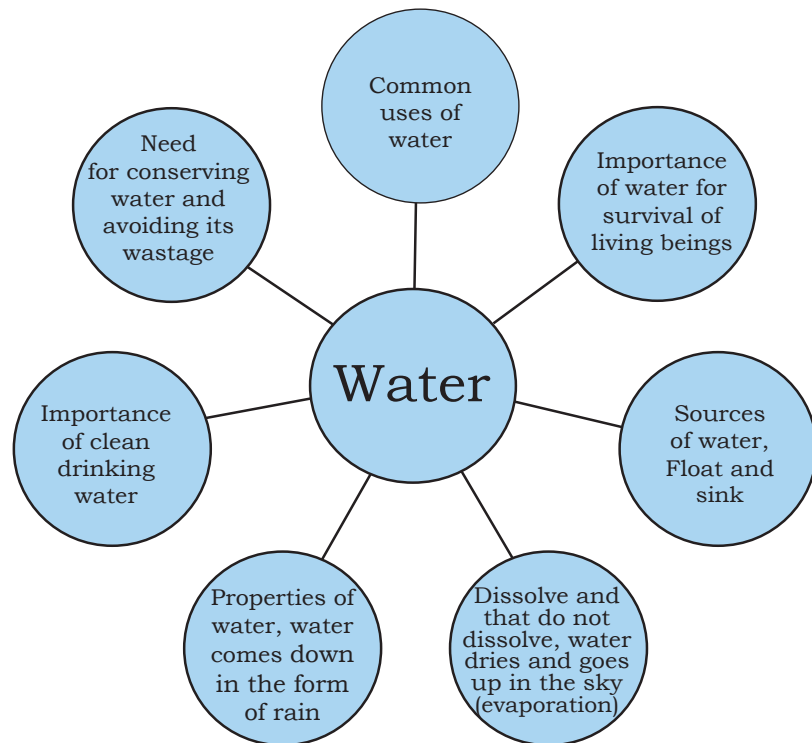 Common
uses of
water
Importance
of water for
survival of
living beings
Sources
of water,
Float and
sink
Dissolve and
that do not
dissolve, water
dries and goes
up in the sky
(evaporation)
Properties of
water, water
comes down
in the form
of rain
Importance
of clean
drinking
water
Need
for conserving
water and
avoiding its
wastage
Water